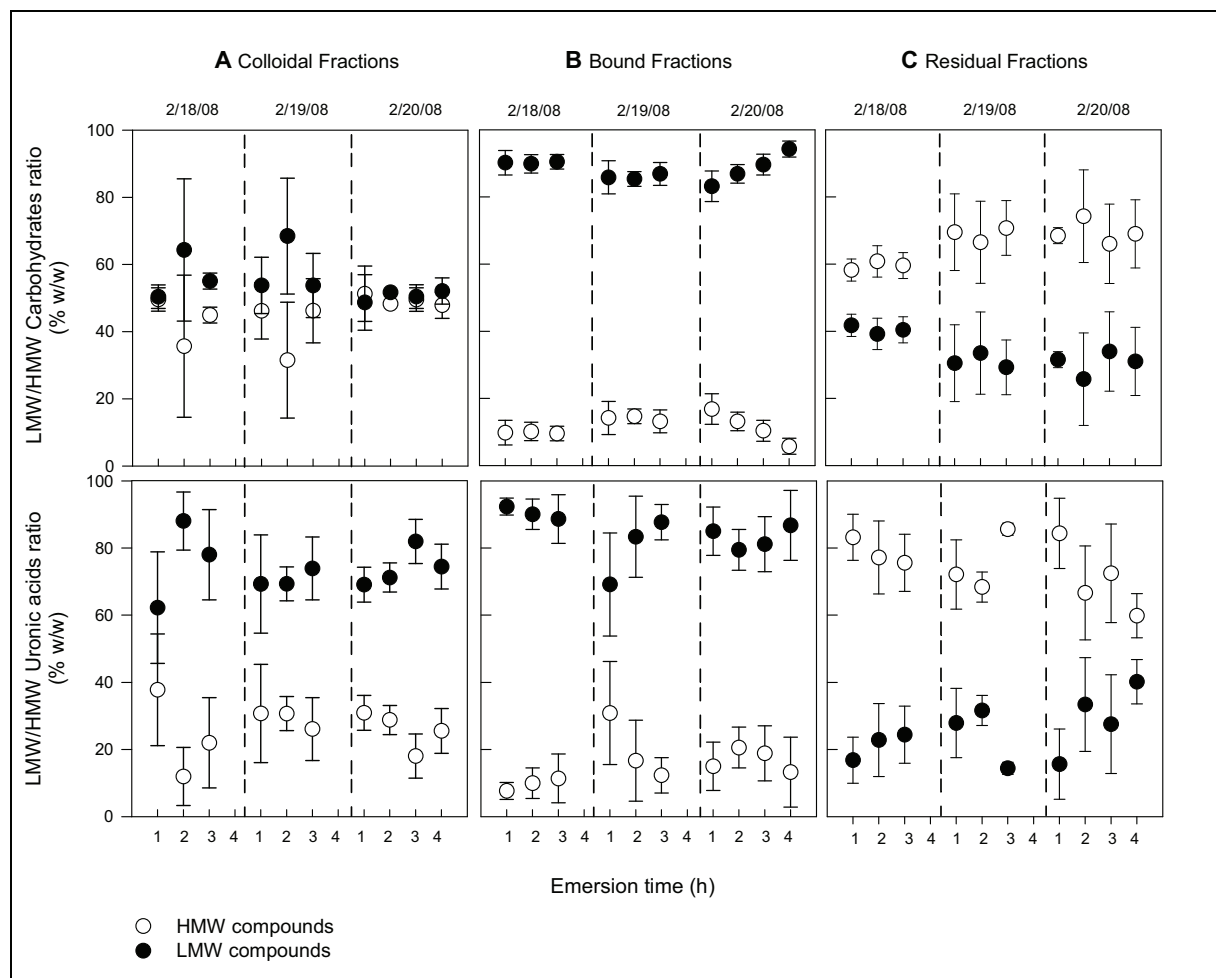 A Colloidal Fractions
B Bound Fractions
C Residual Fractions
2/18/08 2/19/08 2/20/08
2/18/08 2/19/08 2/20/08
2/18/08 2/19/08 2/20/08
LMW/HMW Carbohydrates ratio
(% w/w)
100
80
60
40
20
0
LMW/HMW Uronic acids ratio
(% w/w)
100
80
60
40
20
0
1 2 3 4 1 2 3 4 1 2 3 4
1 2 3 4 1 2 3 4 1 2 3 4
1 2 3 4 1 2 3 4 1 2 3 4
Emersion time (h)
HMW compounds
LMW compounds